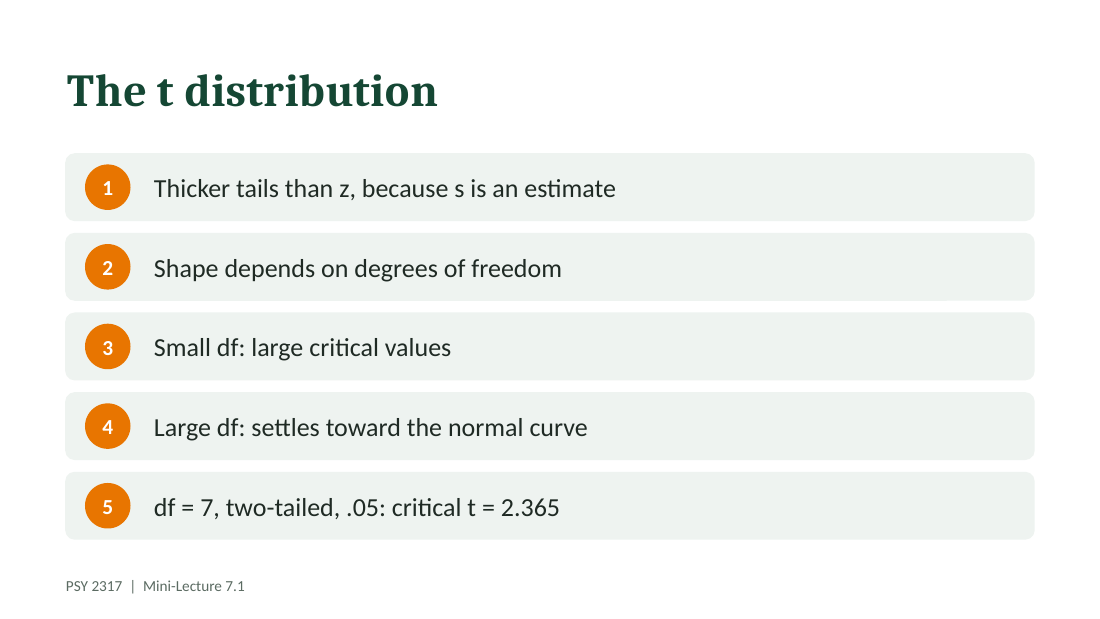 The t distribution
1 Thicker tails than z, because s is an estimate
2 Shape depends on degrees of freedom
3 Small df: large critical values
4 Large df: settles toward the normal curve
5 df = 7, two-tailed, .05: critical t = 2.365
PSY 2317 | Mini-Lecture 7.1